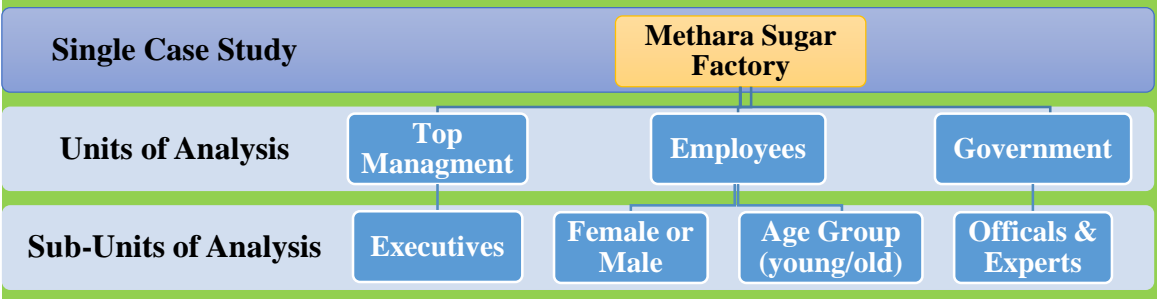 Single Case Study
Methara Sugar
Factory
Units of Analysis
Top
Managment
Employees
Government
Sub-Units of Analysis
Executives
Female or
Male
Age Group
(young/old)
Officals &
Experts